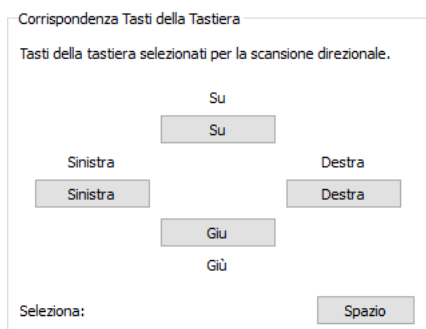 Corrispondenza Tasti della Tastiera
Tasti della tastiera selezionati per la scansione direzionale.
Su
Su
Sinistra Destra
Sinistra Destra
Giu
Giù
Seleziona: Spazio